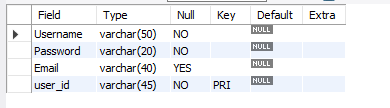 Field Type Null Key Default Extra
Username varchar(50) NO NULL
Password varchar(20) NO NULL
Email varchar(40) YES NULL
user_id varchar(45) NO PRI NULL